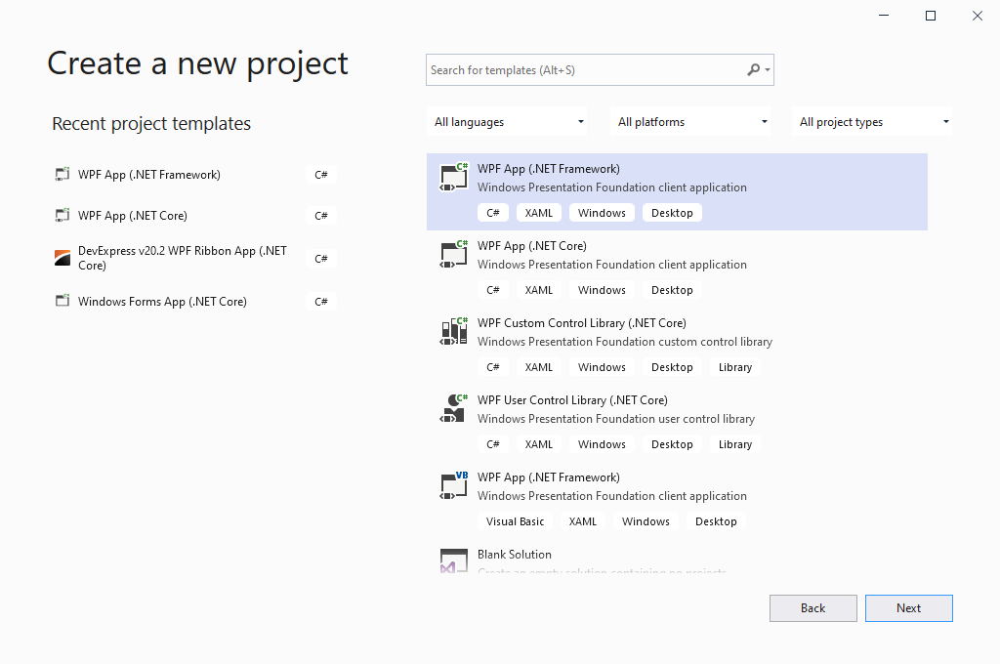 Create a new project
Search for templates (Alt+S)
Recent project templates
All languages
All platforms
All project types
WPF App (.NET Framework)
C#
WPF App (.NET Core)
C#
DevExpress v20.2 WPF Ribbon App (.NET
Core)
C#
Windows Forms App (.NET Core)
C#
C#
WPF App (.NET Framework)
Windows Presentation Foundation client application
C# XAML Windows Desktop
C#
WPF App (.NET Core)
Windows Presentation Foundation client application
C# XAML Windows Desktop
C#
WPF Custom Control Library (.NET Core)
Windows Presentation Foundation custom control library
C# XAML Windows Desktop Library
C#
WPF User Control Library (.NET Core)
Windows Presentation Foundation user control library
C# XAML Windows Desktop Library
VB
WPF App (.NET Framework)
Windows Presentation Foundation client application
Visual Basic XAML Windows Desktop
Blank Solution
Create an empty solution containing no projects
Back
Next